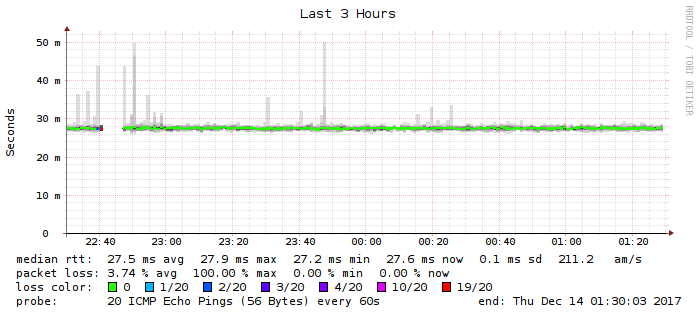 Last 3 Hours
RRDTOOL / TOBI OETIKER
Seconds
50 m
40 m
30 m
20 m
10 m
0
22:40 23:00 23:20 23:40 00:00 00:20 00:40 01:00 01:20
median rtt: 27.5 ms avg 27.9 ms max 27.2 ms min 27.6 ms now 0.1 ms sd 211.2 am/s
packet loss: 3.74 % avg 100.00 % max 0.00 % min 0.00 % now
loss color: 0 1/20 2/20 3/20 4/20 10/20 19/20
probe: 20 ICMP Echo Pings (56 Bytes) every 60s end: Thu Dec 14 01:30:03 2017